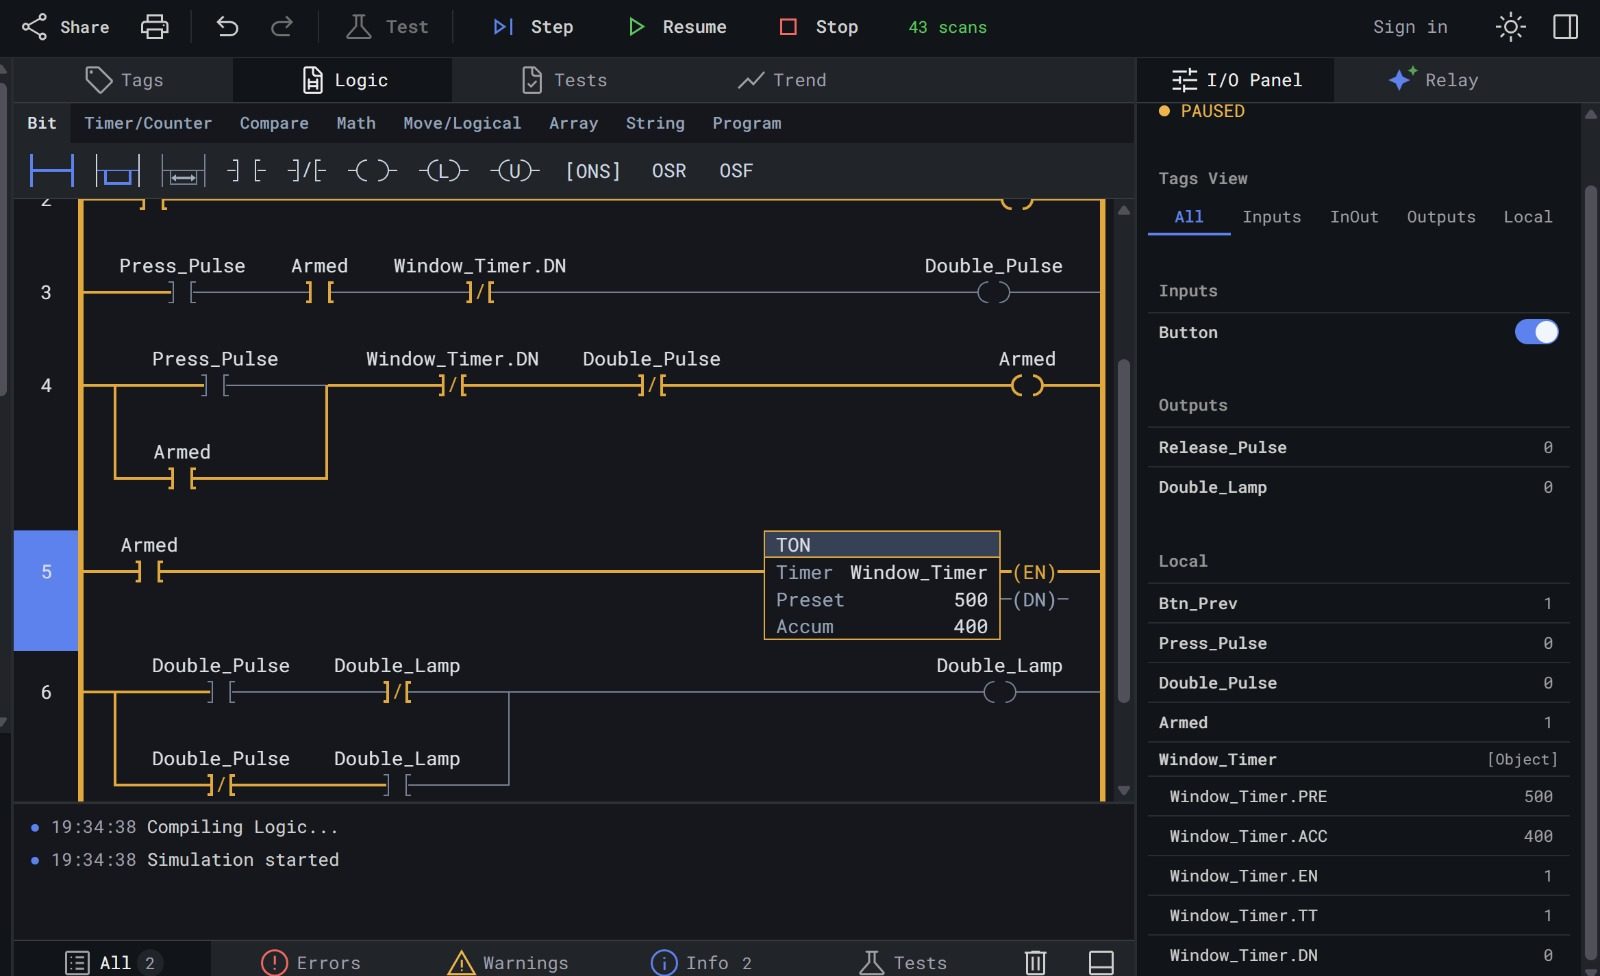 Share Test Step Resume Stop 43 scans Sign in
Tags Logic Tests Trend I/O Panel Relay
Bit Timer/Counter Compare Math Move/Logical Array String Program
] [ ]/[ ( ) (L) (U) [ONS] OSR OSF
2
Press_Pulse Armed Window_Timer.DN Double_Pulse
3
Press_Pulse Window_Timer.DN Double_Pulse Armed
4
Armed
Armed
5
TON
Timer Window_Timer (EN)
Preset 500 (DN)
Accum 400
Double_Pulse Double_Lamp Double_Lamp
6
Double_Pulse Double_Lamp
19:34:38 Compiling Logic...
19:34:38 Simulation started
All 2 Errors Warnings Info 2 Tests
PAUSED
Tags View
All Inputs InOut Outputs Local
Inputs
Button
Outputs
Release_Pulse 0
Double_Lamp 0
Local
Btn_Prev 1
Press_Pulse 0
Double_Pulse 0
Armed 1
Window_Timer [Object]
Window_Timer.PRE 500
Window_Timer.ACC 400
Window_Timer.EN 1
Window_Timer.TT 1
Window_Timer.DN 0